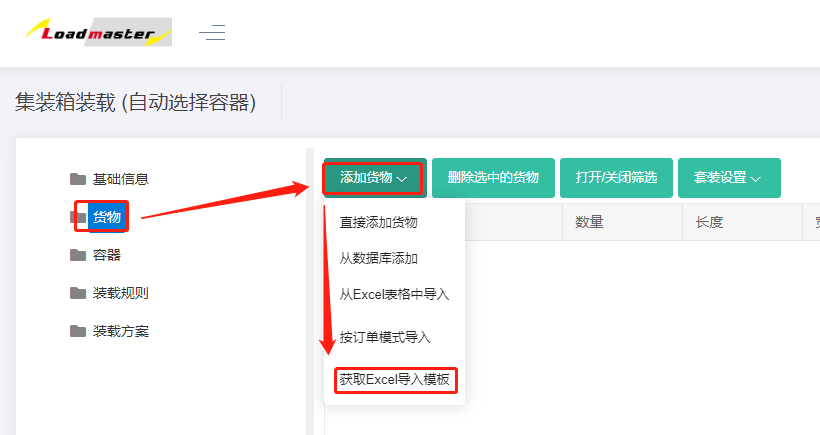 Loadmaster
集装箱装载 (自动选择容器)
基础信息
货物
容器
装载规则
装载方案
添加货物
删除选中的货物
打开/关闭筛选
套装设置
数量
长度
直接添加货物
从数据库添加
从Excel表格中导入
按订单模式导入
获取Excel导入模板